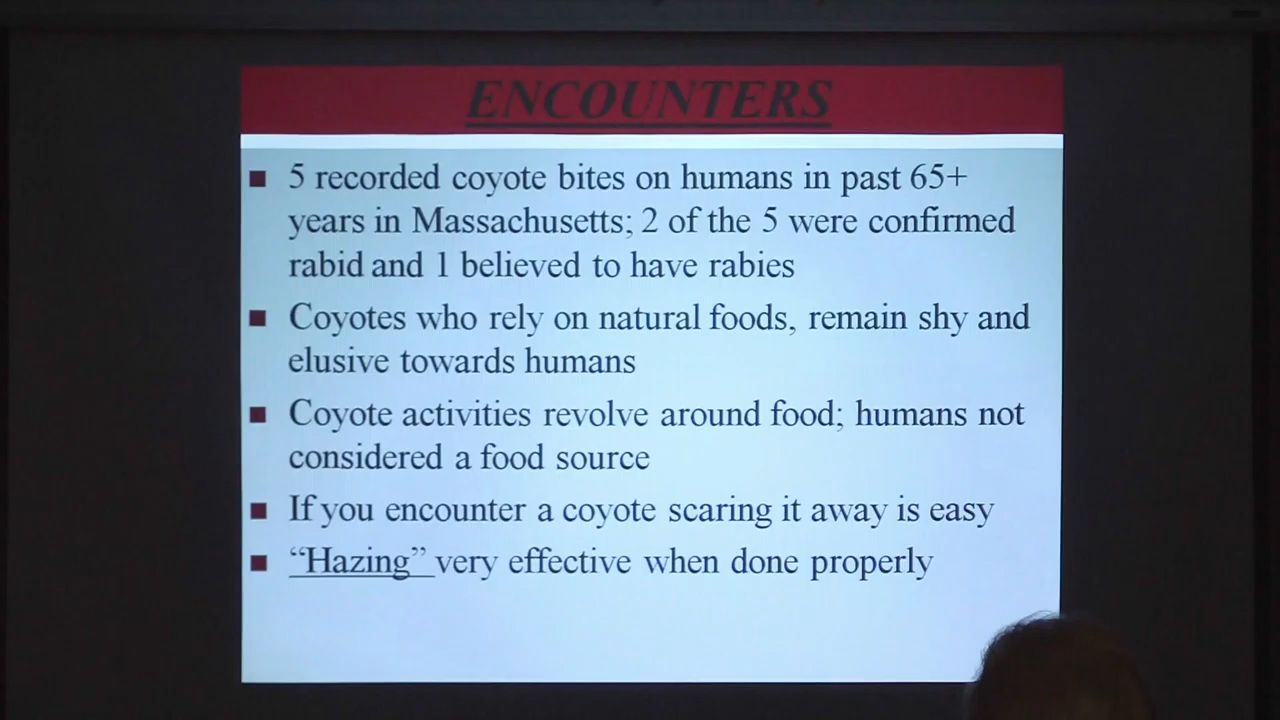 ENCOUNTERS
5 recorded coyote bites on humans in past 65+
years in Massachusetts; 2 of the 5 were confirmed
rabid and 1 believed to have rabies
Coyotes who rely on natural foods, remain shy and
elusive towards humans
Coyote activities revolve around food; humans not
considered a food source
If you encounter a coyote scaring it away is easy
“Hazing” very effective when done properly